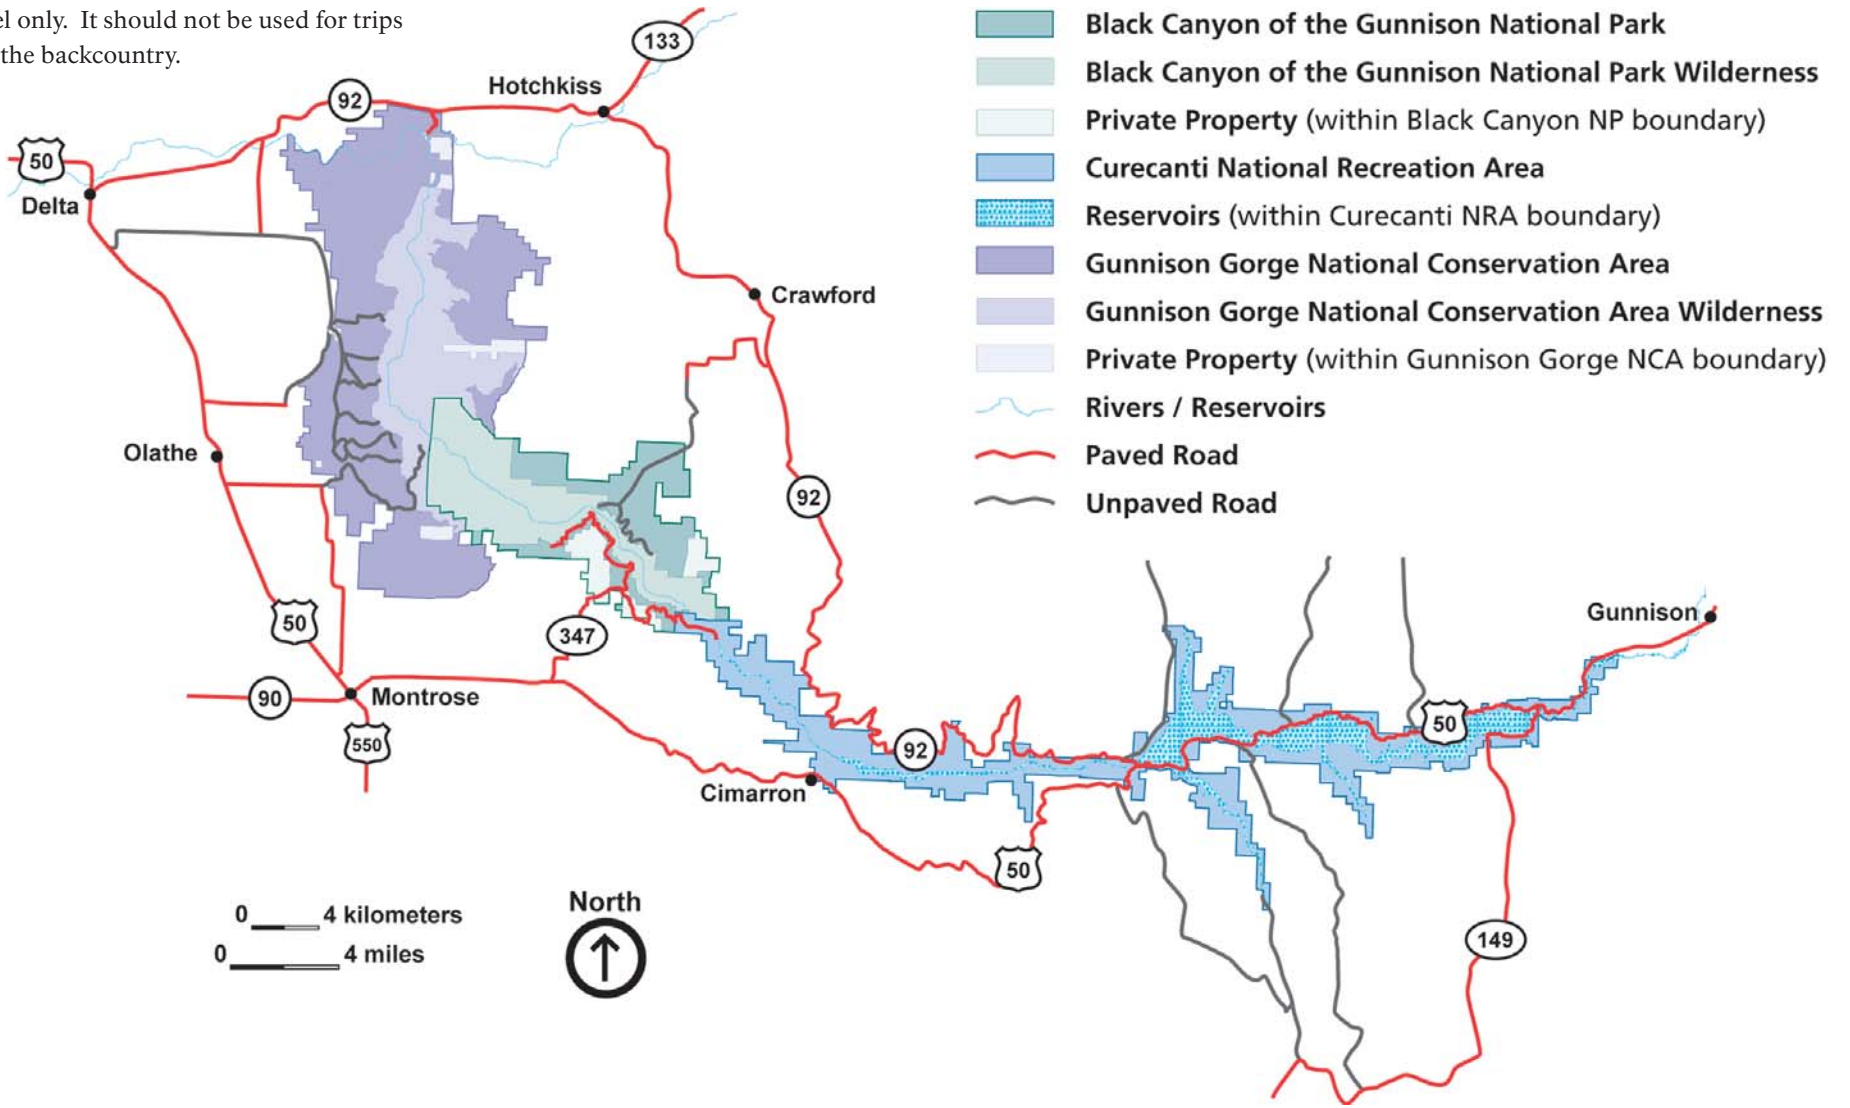 el only. It should not be used for trips
the backcountry.
133
Hotchkiss
92
50
Delta
Crawford
Olathe
92
50
347
90
Montrose
550
92
Cimarron
50
50
Gunnison
149
0 4 kilometers
0 4 miles
North
Black Canyon of the Gunnison National Park
Black Canyon of the Gunnison National Park Wilderness
Private Property (within Black Canyon NP boundary)
Curecanti National Recreation Area
Reservoirs (within Curecanti NRA boundary)
Gunnison Gorge National Conservation Area
Gunnison Gorge National Conservation Area Wilderness
Private Property (within Gunnison Gorge NCA boundary)
Rivers / Reservoirs
Paved Road
Unpaved Road